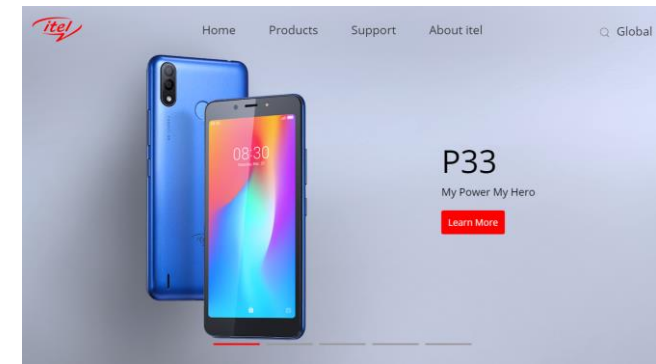 itel
Home Products Support About itel Global
08:30
P33
My Power My Hero
Learn More